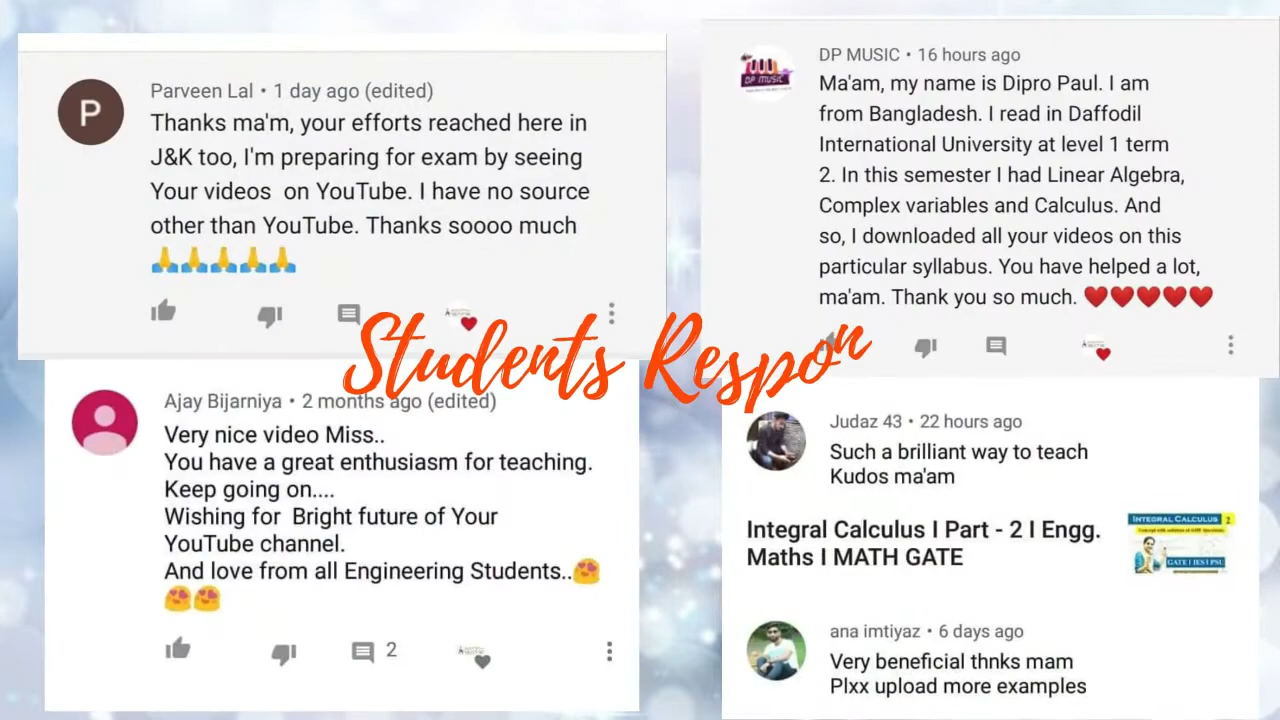 Parveen Lal • 1 day ago (edited)
Thanks ma'm, your efforts reached here in
J&K too, I'm preparing for exam by seeing
Your videos on YouTube. I have no source
other than YouTube. Thanks soooo much
🙏🙏🙏🙏🙏
P
DP MUSIC • 16 hours ago
Ma'am, my name is Dipro Paul. I am
from Bangladesh. I read in Daffodil
International University at level 1 term
2. In this semester I had Linear Algebra,
Complex variables and Calculus. And
so, I downloaded all your videos on this
particular syllabus. You have helped a lot,
ma'am. Thank you so much. ❤️❤️❤️❤️❤️
DP MUSIC
Students Respon
Ajay Bijarniya • 2 months ago (edited)
Very nice video Miss..
You have a great enthusiasm for teaching.
Keep going on....
Wishing for Bright future of Your
YouTube channel.
And love from all Engineering Students..😍
😍😍
2
Judaz 43 • 22 hours ago
Such a brilliant way to teach
Kudos ma'am
Integral Calculus I Part - 2 I Engg.
Maths I MATH GATE
INTEGRAL CALCULUS 2
GATE I IES I PSU
ana imtiyaz • 6 days ago
Very beneficial thnks mam
Plxx upload more examples